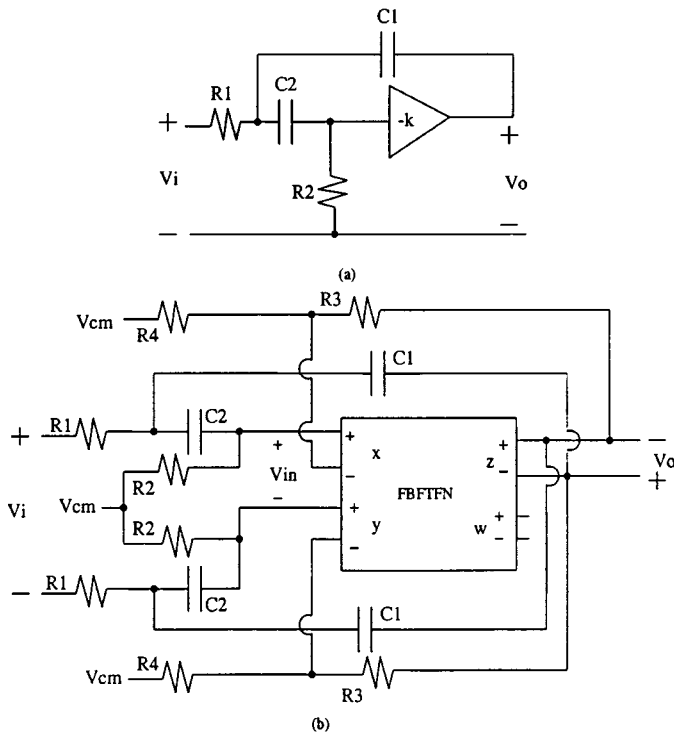 C1
R1
C2
-k
+
+
Vi
R2
Vo
−
−
(a)
R3
Vcm
R4
C1
R1
C2
+
+
+
+
−
x
z
R2
Vin
−
−
Vo
Vi
Vcm
FBFTFN
+
−
+
R2
y
w
+
−
−
R1
−
C2
C1
R4
Vcm
R3
(b)